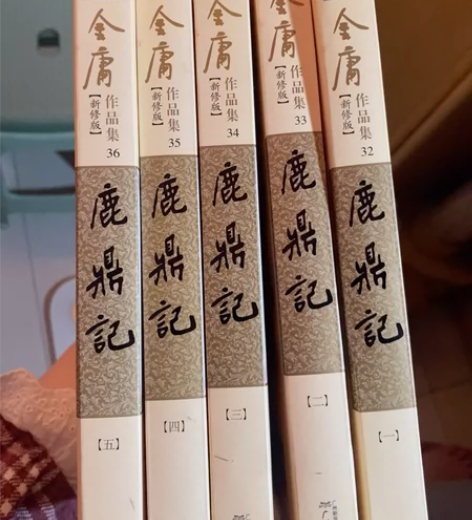 金庸
作品集
【新修版】
36
鹿鼎記
【五】
金庸
作品集
【新修版】
35
鹿鼎記
【四】
金庸
作品集
【新修版】
34
鹿鼎記
【三】
金庸
作品集
【新修版】
33
鹿鼎記
【二】
金庸
作品集
【新修版】
32
鹿鼎記
【一】